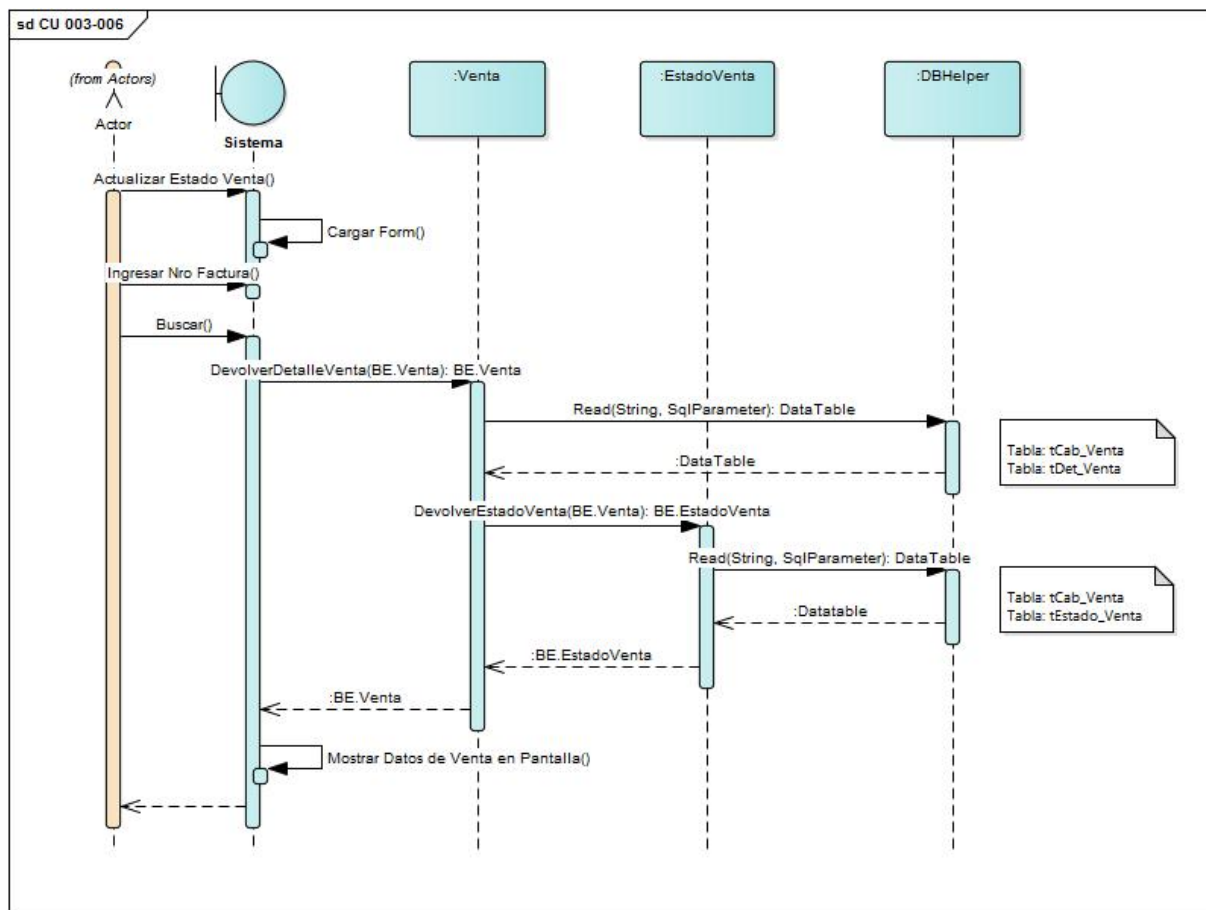 sd CU 003-006
(from Actors)
Actor
Sistema
:Venta
:EstadoVenta
:DBHelper
Actualizar Estado Venta()
Cargar Form()
Ingresar Nro Factura()
Buscar()
DevolverDetalleVenta(BE.Venta): BE.Venta
Read(String, SqlParameter): DataTable
Tabla: tCab_Venta
Tabla: tDet_Venta
:DataTable
DevolverEstadoVenta(BE.Venta): BE.EstadoVenta
Read(String, SqlParameter): DataTable
Tabla: tCab_Venta
Tabla: tEstado_Venta
:Datatable
:BE.EstadoVenta
:BE.Venta
Mostrar Datos de Venta en Pantalla()